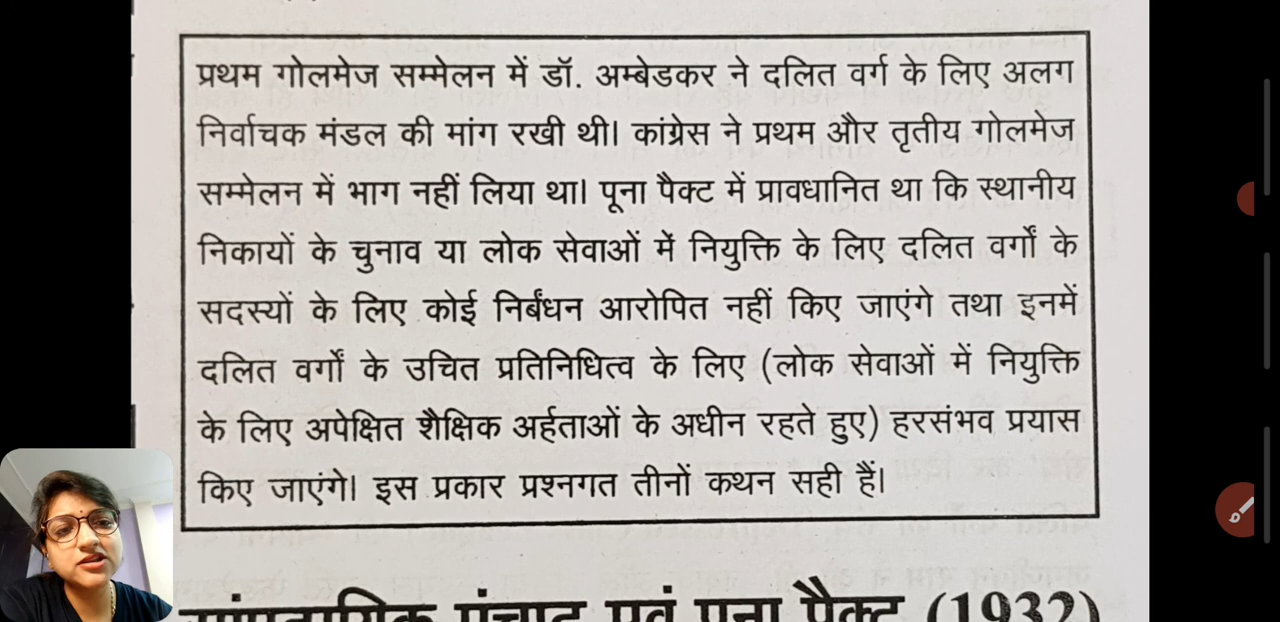 प्रथम गोलमेज सम्मेलन में डॉ. अम्बेडकर ने दलित वर्ग के लिए अलग
निर्वाचक मंडल की मांग रखी थी। कांग्रेस ने प्रथम और तृतीय गोलमेज
सम्मेलन में भाग नहीं लिया था। पूना पैक्ट में प्रावधानित था कि स्थानीय
निकायों के चुनाव या लोक सेवाओं में नियुक्ति के लिए दलित वर्गों के
सदस्यों के लिए कोई निर्बंधन आरोपित नहीं किए जाएंगे तथा इनमें
दलित वर्गों के उचित प्रतिनिधित्व के लिए (लोक सेवाओं में नियुक्ति
के लिए अपेक्षित शैक्षिक अर्हताओं के अधीन रहते हुए) हरसंभव प्रयास
किए जाएंगे। इस प्रकार प्रश्नगत तीनों कथन सही हैं।
पंचाट एवं पूना पैक्ट (1932)